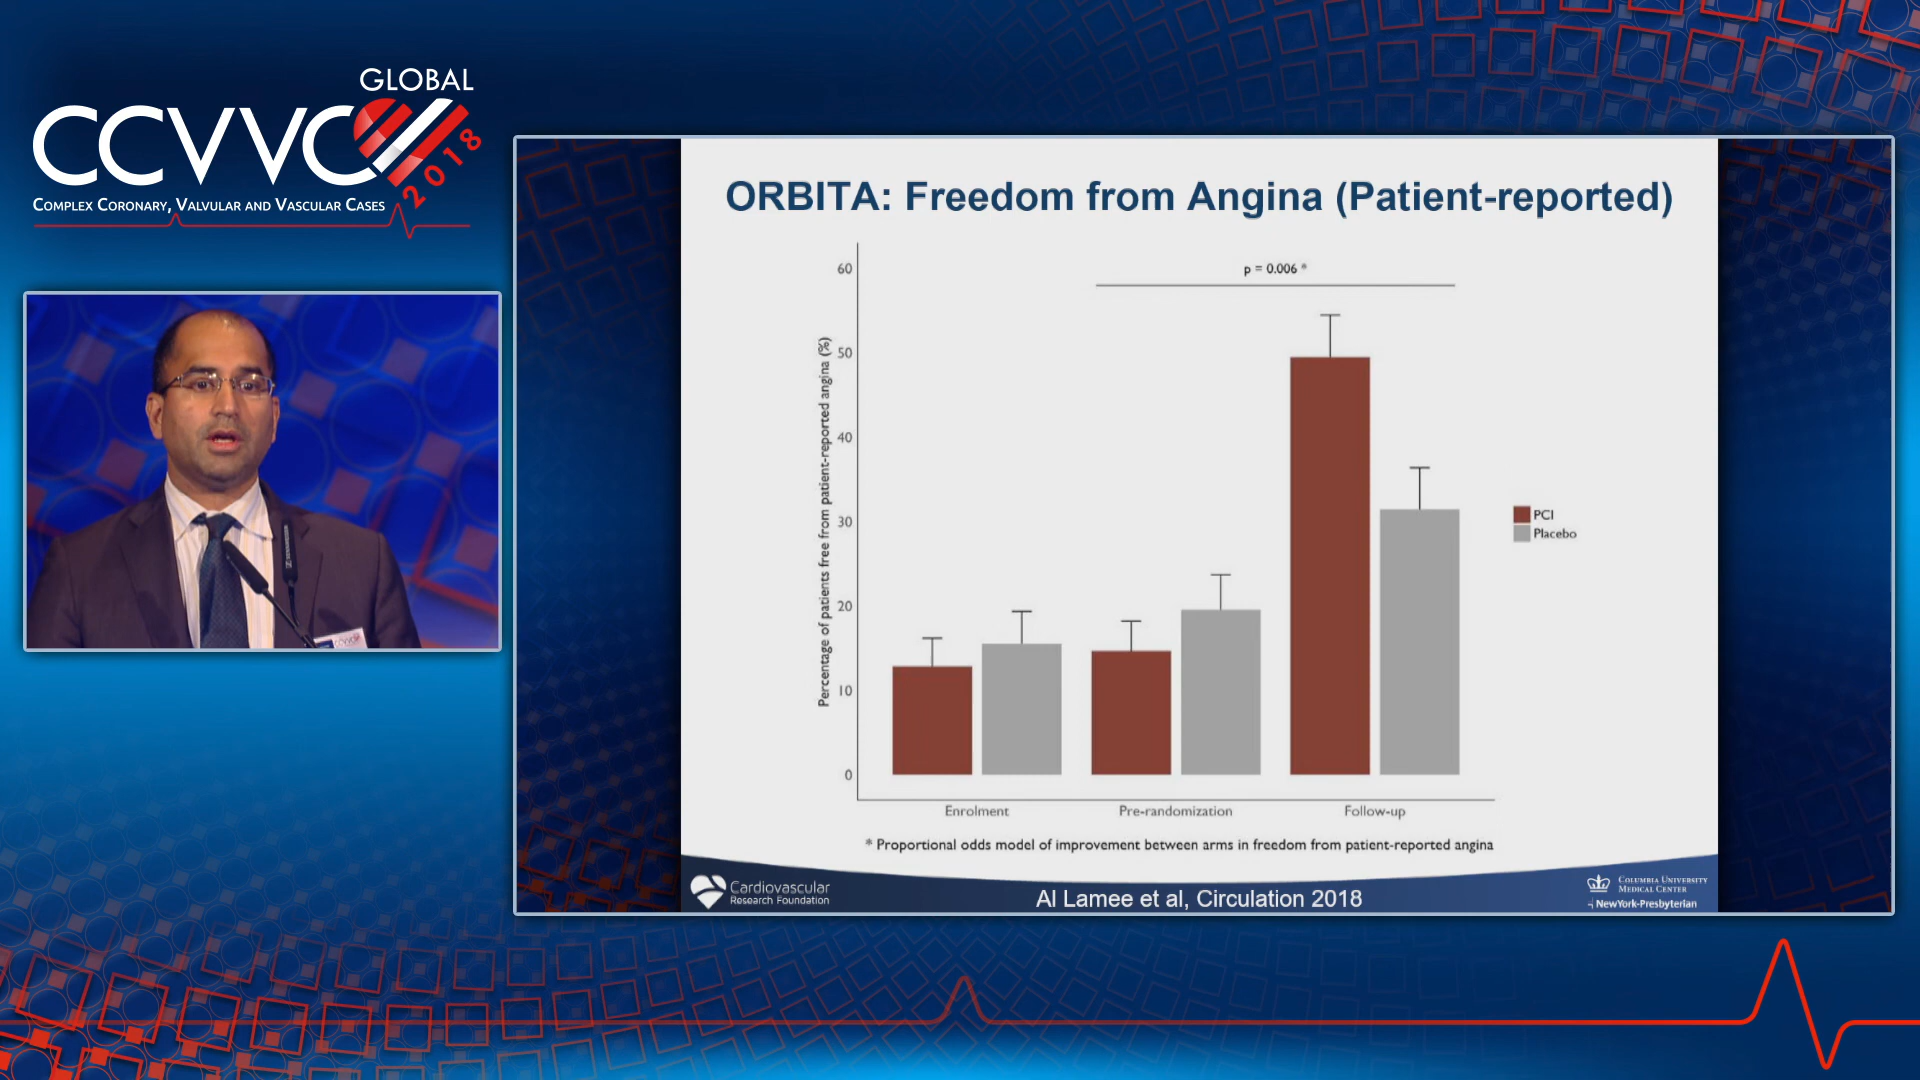 GLOBAL
CCVVC
2018
COMPLEX CORONARY, VALVULAR AND VASCULAR CASES
ORBITA: Freedom from Angina (Patient-reported)
p = 0.006 *
60
50
40
30
20
10
0
Percentage of patients free from patient-reported angina (%)
PCI
Placebo
Enrolment
Pre-randomization
Follow-up
* Proportional odds model of improvement between arms in freedom from patient-reported angina
Cardiovascular
Research Foundation
Al Lamee et al, Circulation 2018
COLUMBIA UNIVERSITY
MEDICAL CENTER
NewYork-Presbyterian